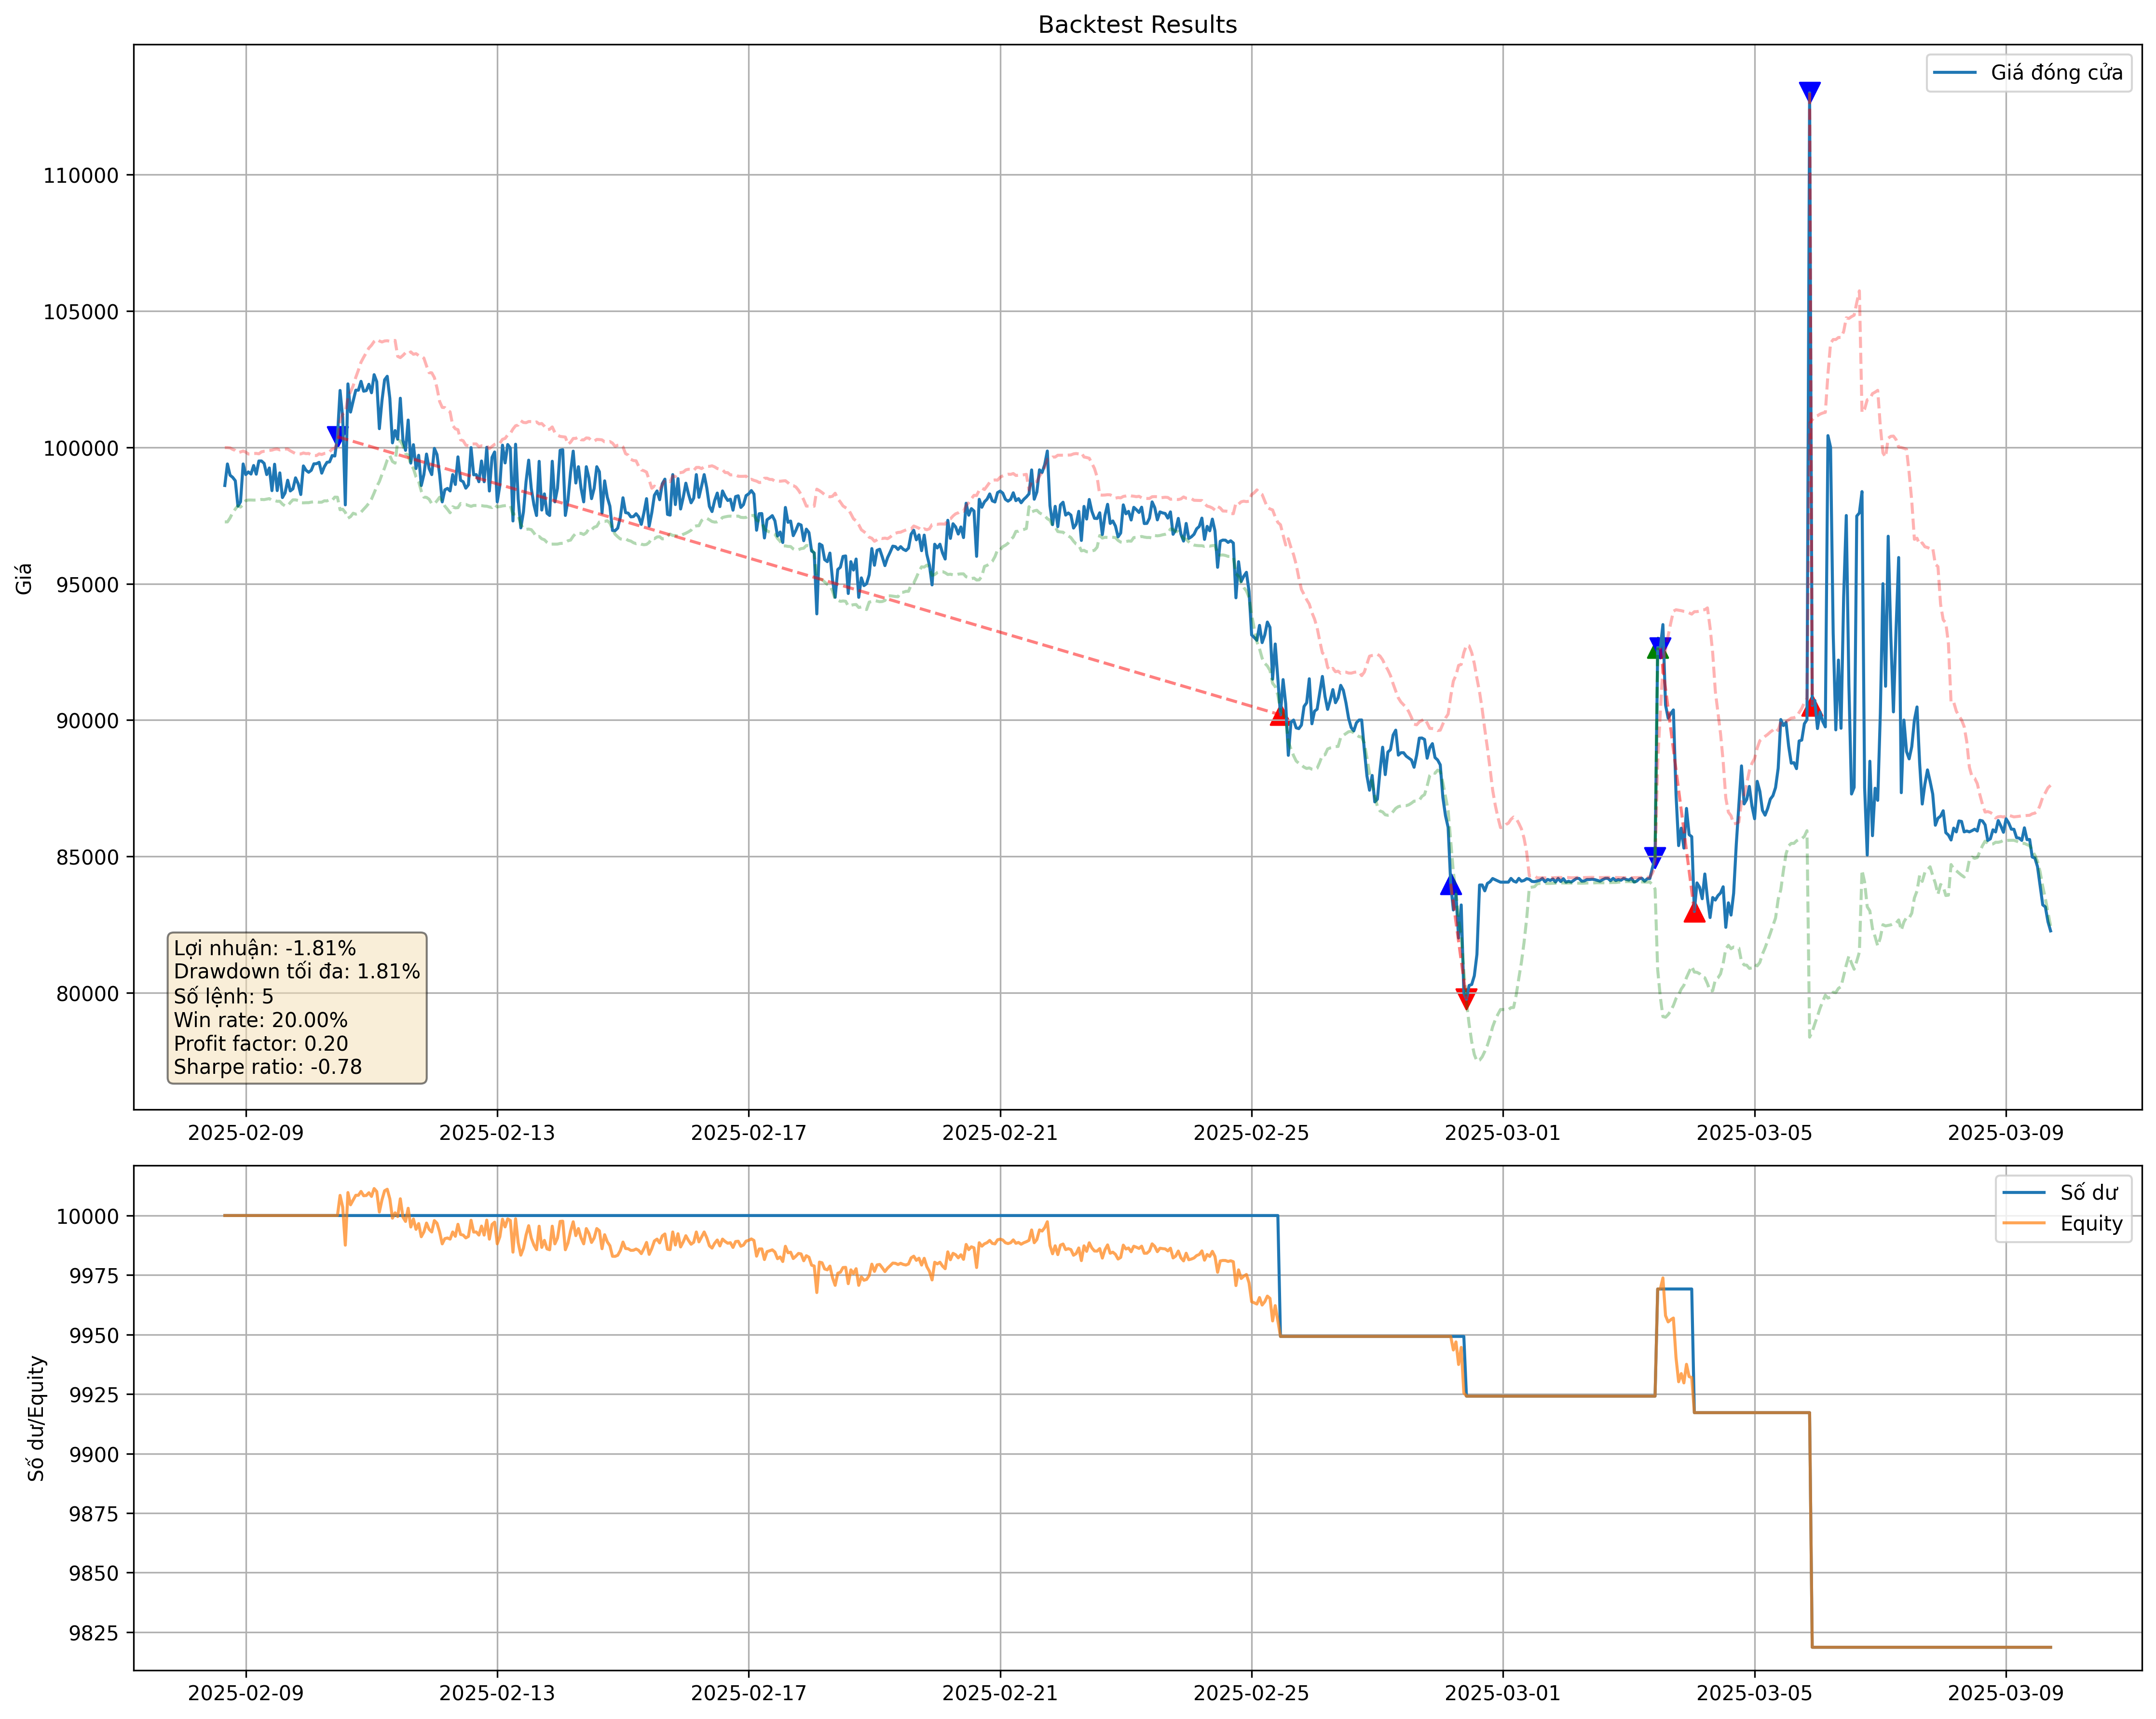 Backtest Results
Giá đóng cửa
Giá
110000
105000
100000
95000
90000
85000
80000
Lợi nhuận: -1.81%
Drawdown tối đa: 1.81%
Số lệnh: 5
Win rate: 20.00%
Profit factor: 0.20
Sharpe ratio: -0.78
2025-02-09 2025-02-13 2025-02-17 2025-02-21 2025-02-25 2025-03-01 2025-03-05 2025-03-09
Số dư
Equity
Số dư/Equity
10000
9975
9950
9925
9900
9875
9850
9825
2025-02-09 2025-02-13 2025-02-17 2025-02-21 2025-02-25 2025-03-01 2025-03-05 2025-03-09